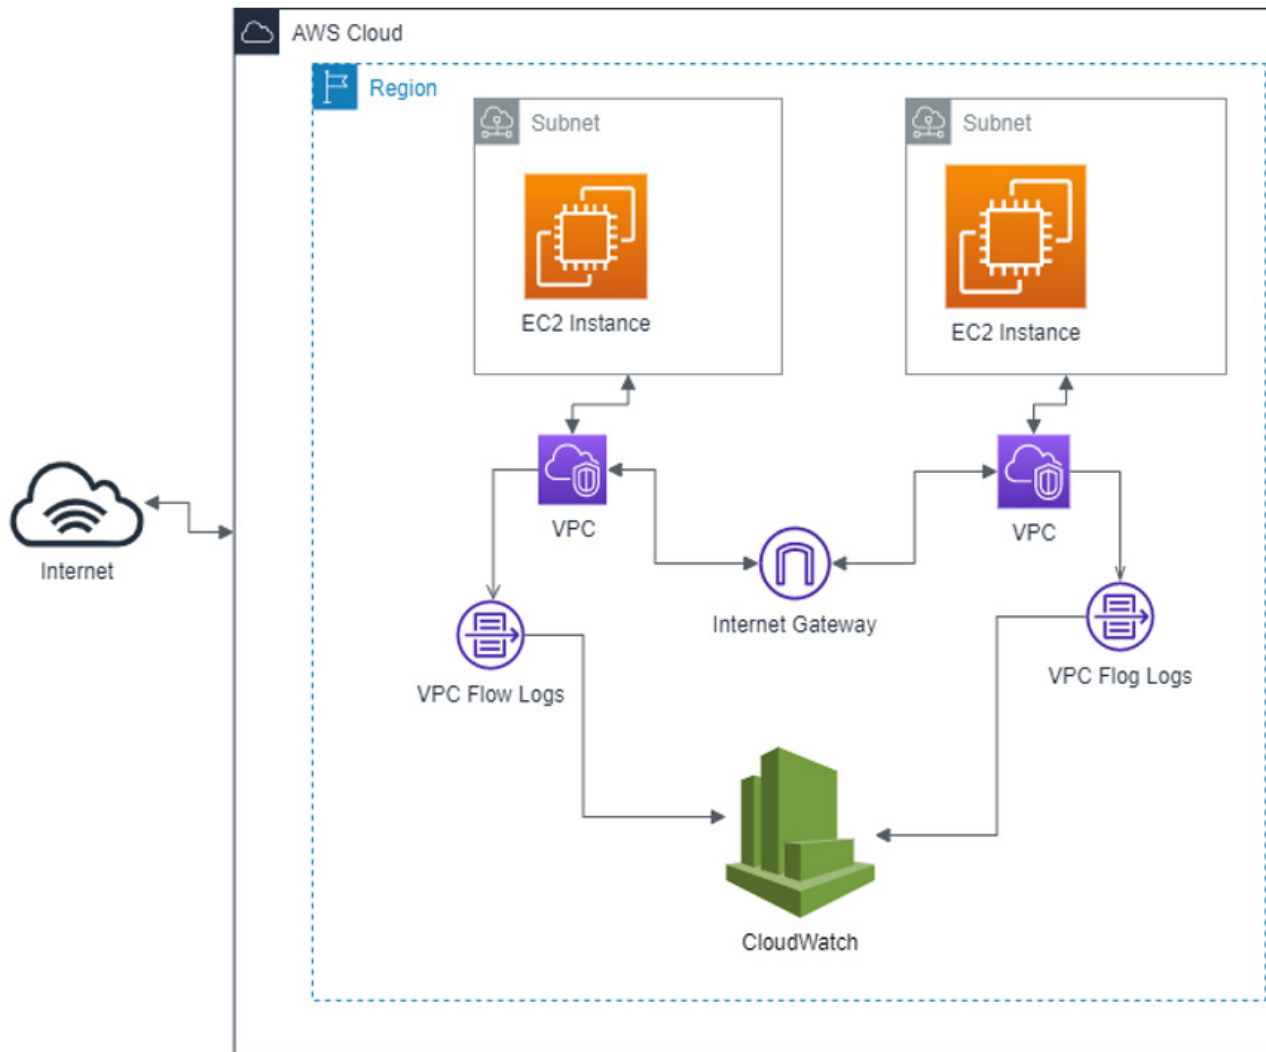 AWS Cloud
Region
Subnet
Subnet
EC2 Instance
EC2 Instance
VPC
VPC
Internet
Internet Gateway
VPC Flow Logs
VPC Flog Logs
CloudWatch